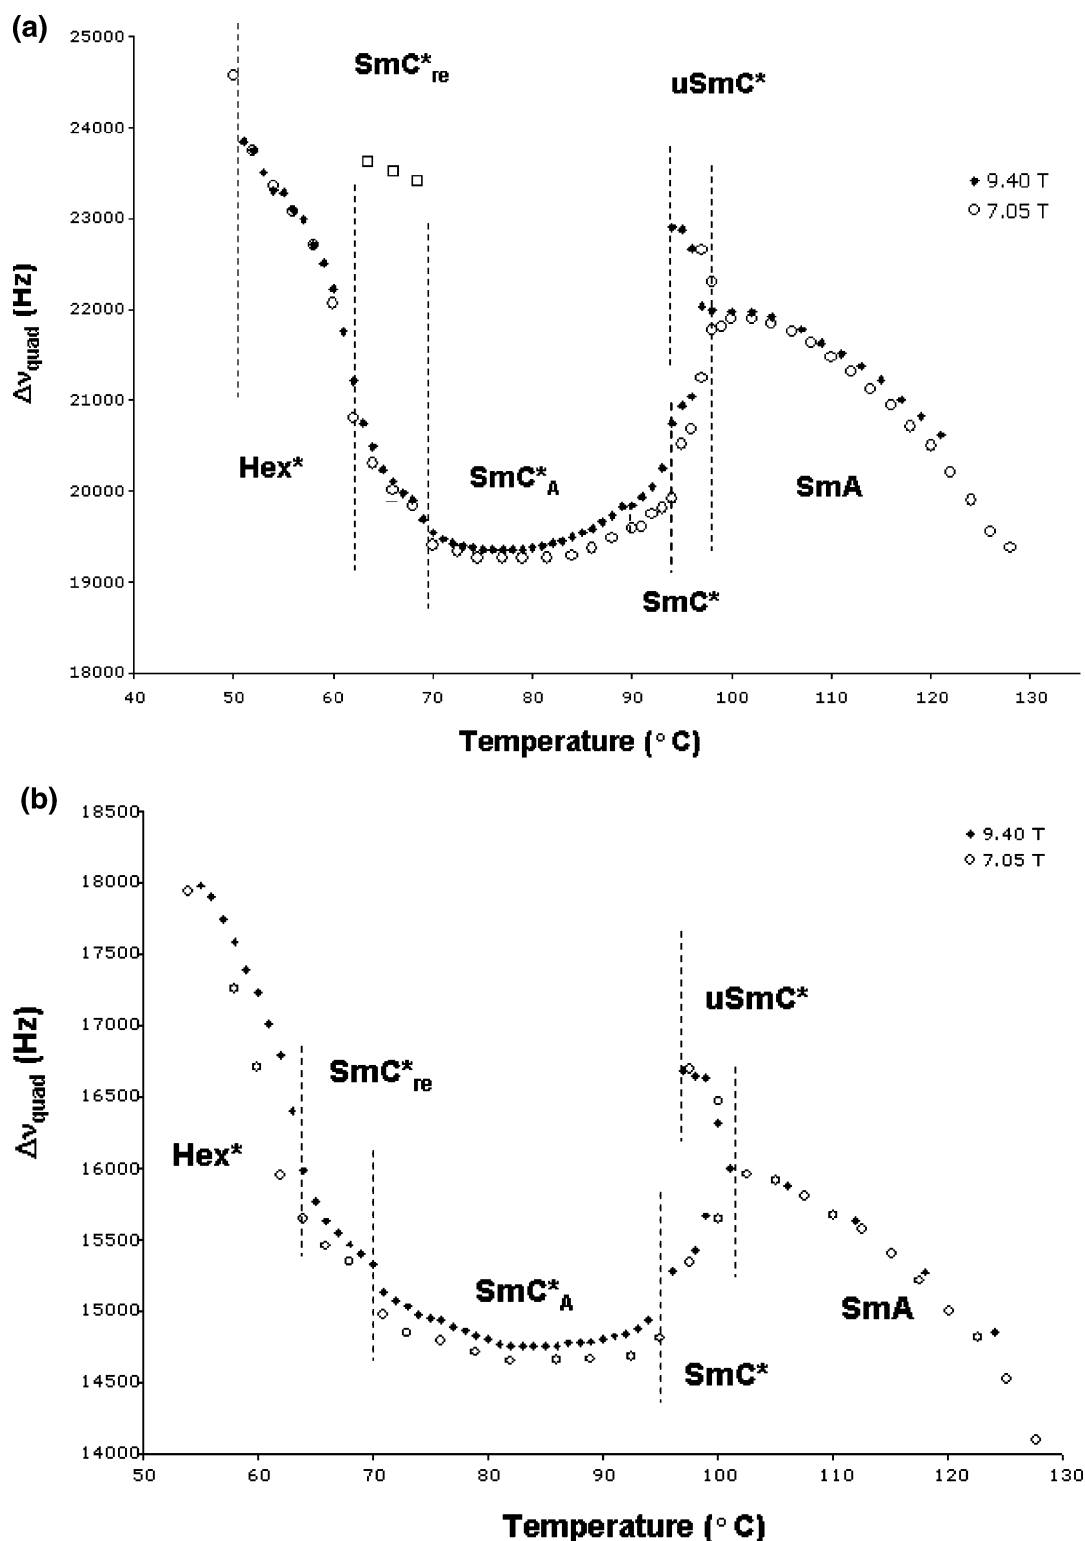 (a)
25000
24000
23000
22000
21000
20000
19000
18000
Δν_quad (Hz)
SmC*_re
uSmC*
9.40 T
7.05 T
Hex*
SmC*_A
SmA
SmC*
40 50 60 70 80 90 100 110 120 130
Temperature (° C)
(b)
18500
18000
17500
17000
16500
16000
15500
15000
14500
14000
Δν_quad (Hz)
9.40 T
7.05 T
uSmC*
SmC*_re
Hex*
SmC*_A
SmA
SmC*
50 60 70 80 90 100 110 120 130
Temperature (° C)